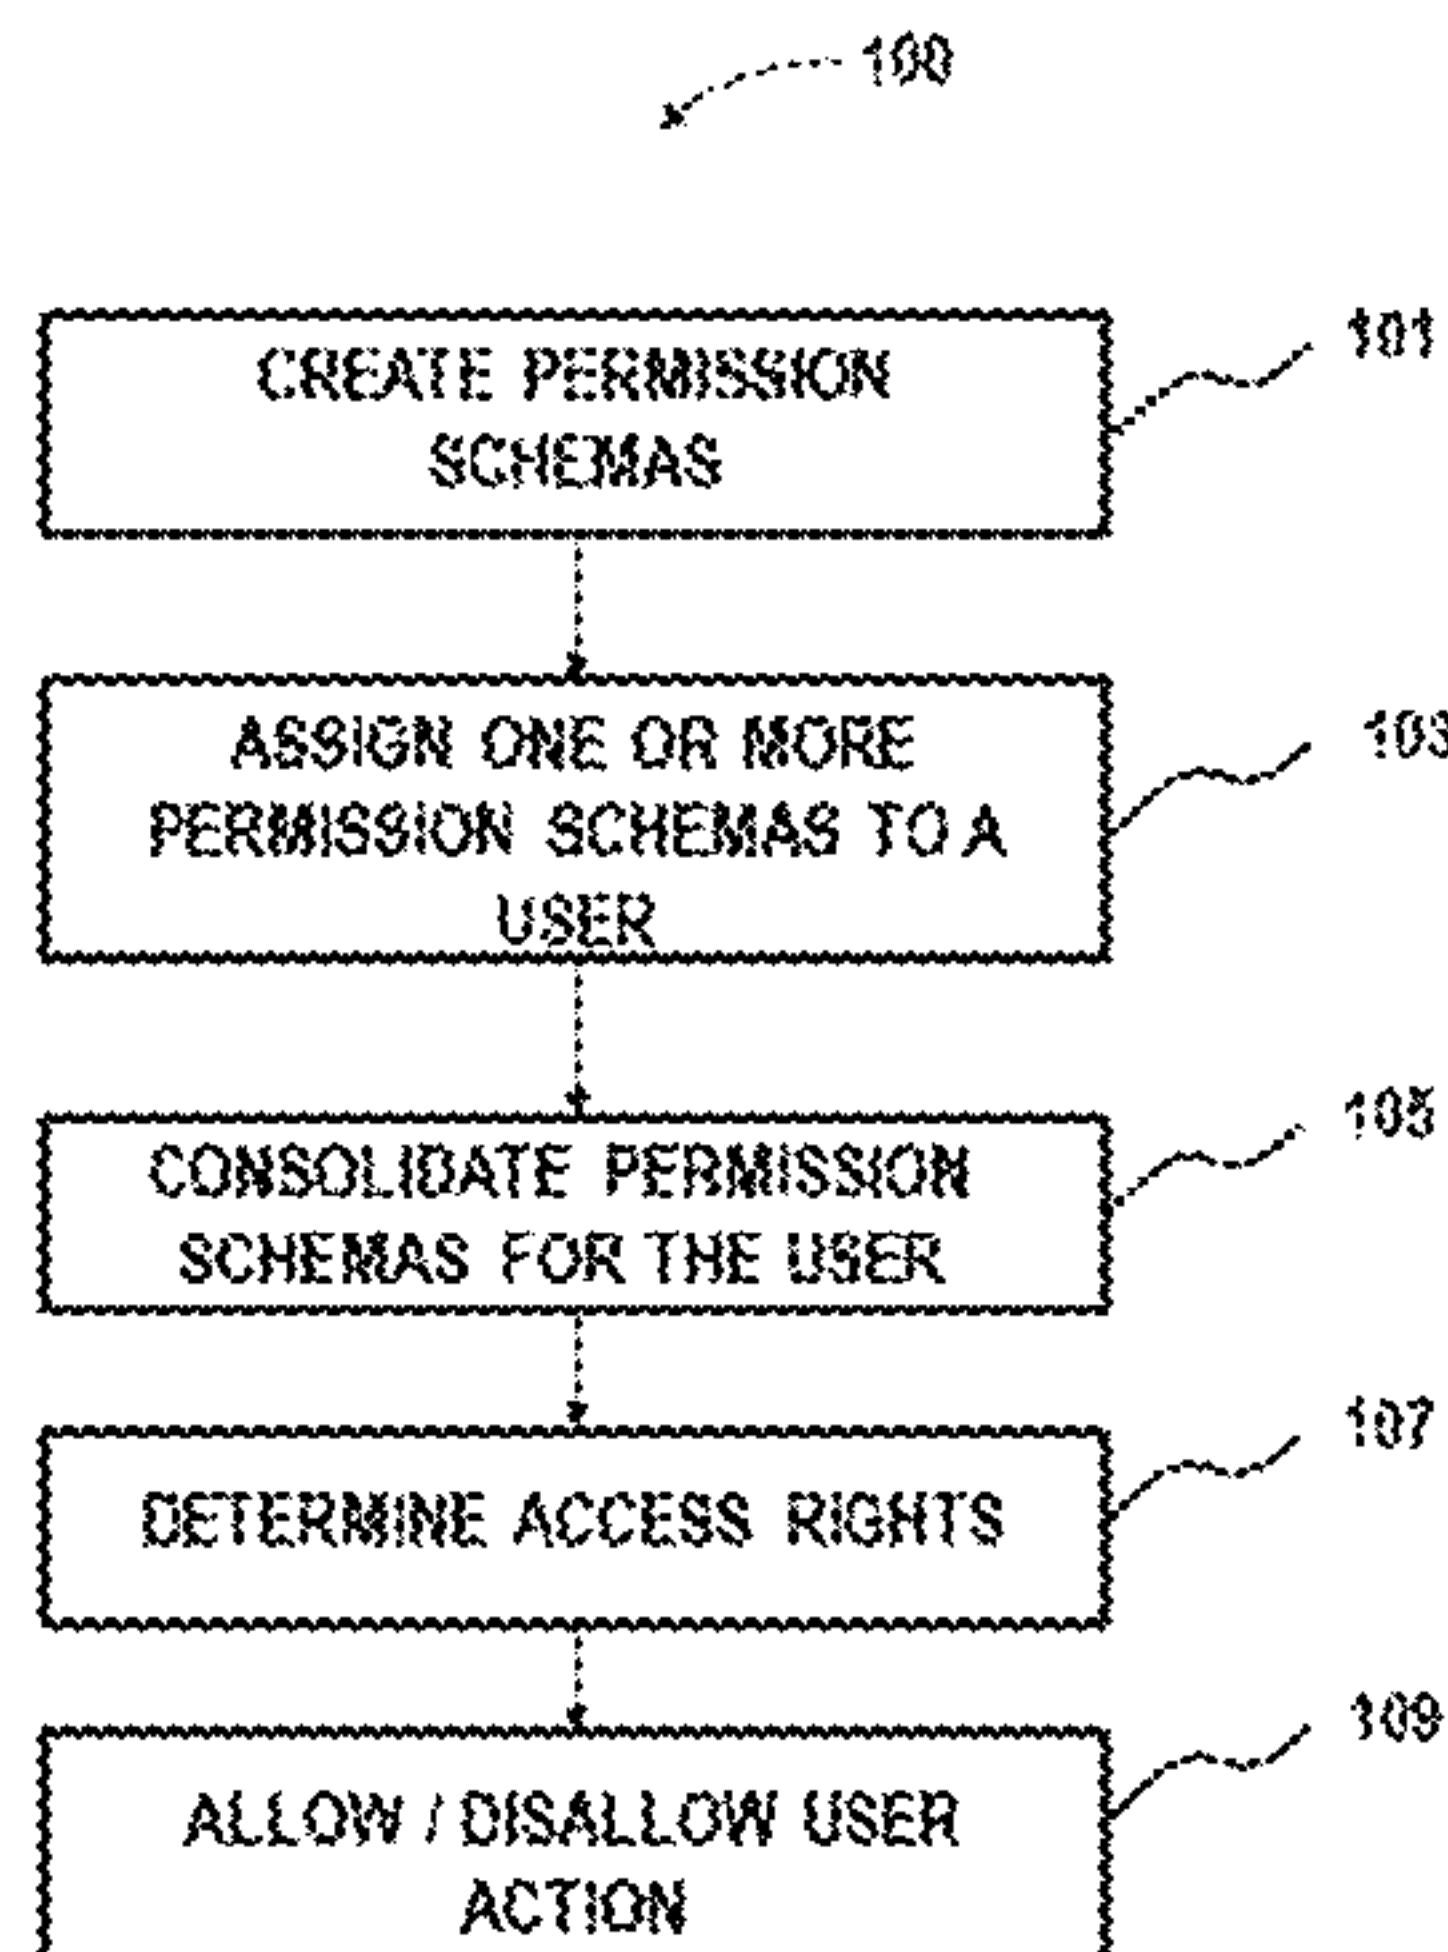 100
CREATE PERMISSION
SCHEMAS
101
ASSIGN ONE OR MORE
PERMISSION SCHEMAS TO A
USER
103
CONSOLIDATE PERMISSION
SCHEMAS FOR THE USER
105
DETERMINE ACCESS RIGHTS
107
ALLOW / DISALLOW USER
ACTION
109